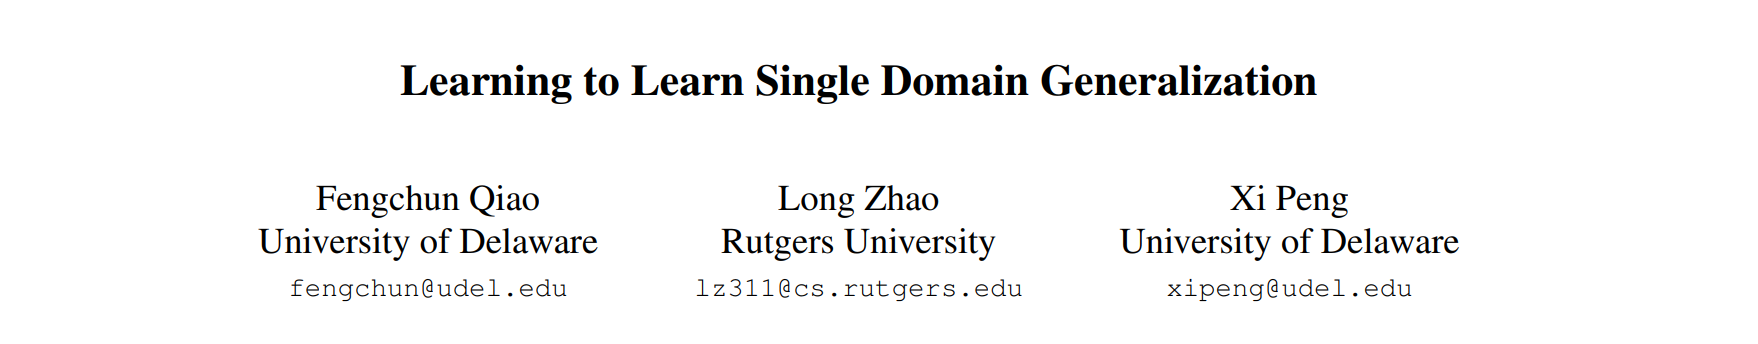 Learning to Learn Single Domain Generalization
Fengchun Qiao
University of Delaware
fengchun@udel.edu
Long Zhao
Rutgers University
lz311@cs.rutgers.edu
Xi Peng
University of Delaware
xipeng@udel.edu